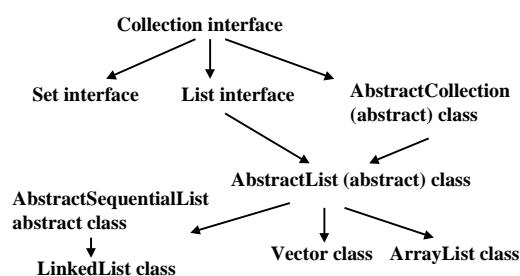 Collection interface
Set interface
List interface
AbstractCollection
(abstract) class
AbstractList (abstract) class
AbstractSequentialList
abstract class
LinkedList class
Vector class
ArrayList class